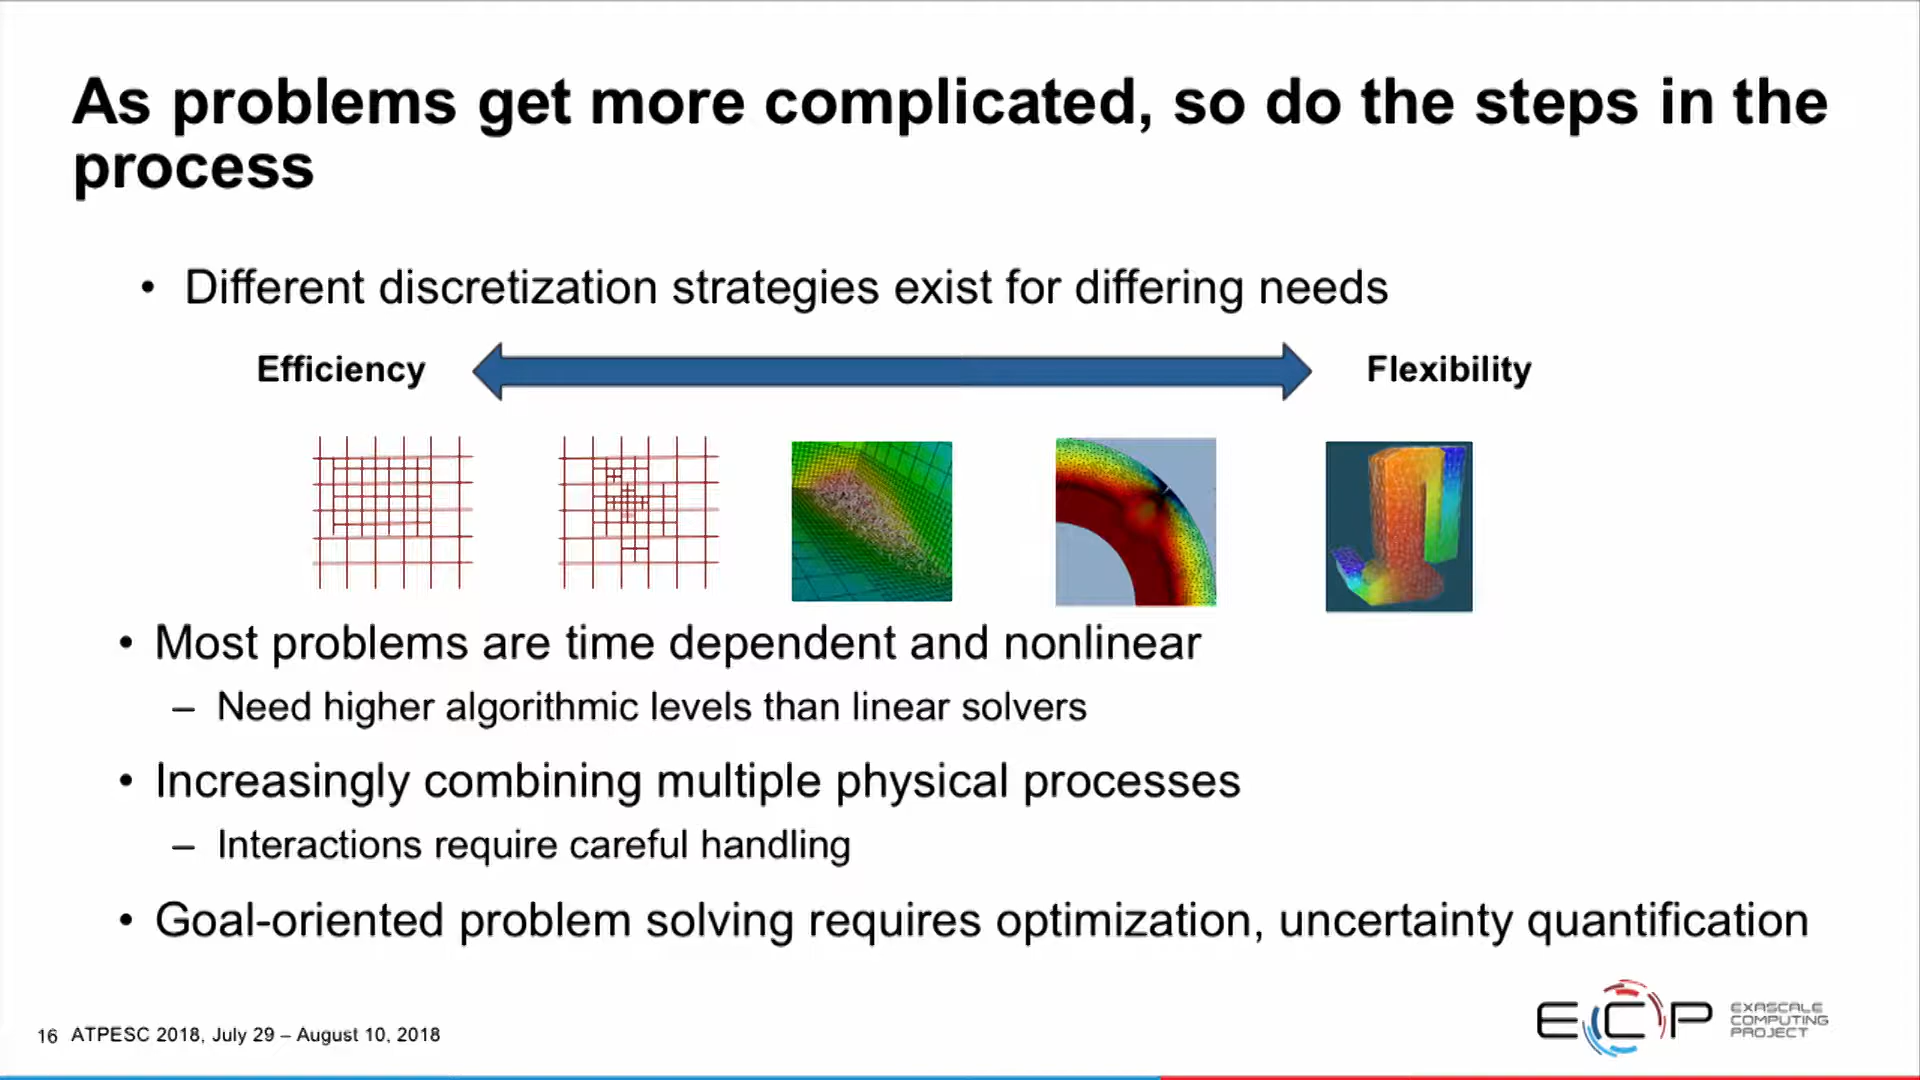 As problems get more complicated, so do the steps in the
process
• Different discretization strategies exist for differing needs
Efficiency
Flexibility
• Most problems are time dependent and nonlinear
– Need higher algorithmic levels than linear solvers
• Increasingly combining multiple physical processes
– Interactions require careful handling
• Goal-oriented problem solving requires optimization, uncertainty quantification
16 ATPESC 2018, July 29 – August 10, 2018
ECP
EXASCALE
COMPUTING
PROJECT